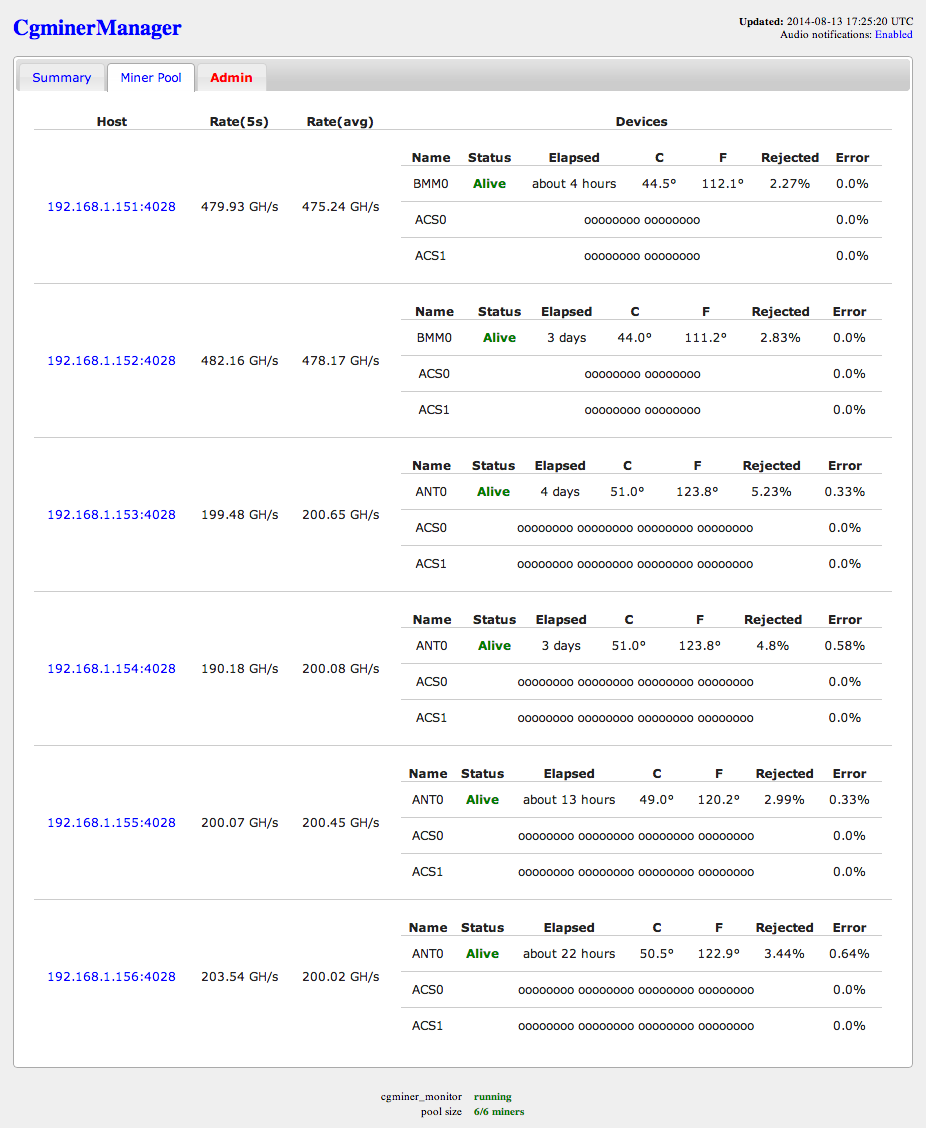 CgminerManager
Updated: 2014-08-13 17:25:20 UTC
Audio notifications: Enabled
Summary Miner Pool Admin
Host Rate(5s) Rate(avg) Devices
Name Status Elapsed C F Rejected Error
BMM0 Alive about 4 hours 44.5° 112.1° 2.27% 0.0%
192.168.1.151:4028 479.93 GH/s 475.24 GH/s
ACS0 oooooooo oooooooo 0.0%
ACS1 oooooooo oooooooo 0.0%
Name Status Elapsed C F Rejected Error
BMM0 Alive 3 days 44.0° 111.2° 2.83% 0.0%
192.168.1.152:4028 482.16 GH/s 478.17 GH/s
ACS0 oooooooo oooooooo 0.0%
ACS1 oooooooo oooooooo 0.0%
Name Status Elapsed C F Rejected Error
ANT0 Alive 4 days 51.0° 123.8° 5.23% 0.33%
192.168.1.153:4028 199.48 GH/s 200.65 GH/s
ACS0 oooooooo oooooooo oooooooo oooooooo 0.0%
ACS1 oooooooo oooooooo oooooooo oooooooo 0.0%
Name Status Elapsed C F Rejected Error
ANT0 Alive 3 days 51.0° 123.8° 4.8% 0.58%
192.168.1.154:4028 190.18 GH/s 200.08 GH/s
ACS0 oooooooo oooooooo oooooooo oooooooo 0.0%
ACS1 oooooooo oooooooo oooooooo oooooooo 0.0%
Name Status Elapsed C F Rejected Error
ANT0 Alive about 13 hours 49.0° 120.2° 2.99% 0.33%
192.168.1.155:4028 200.07 GH/s 200.45 GH/s
ACS0 oooooooo oooooooo oooooooo oooooooo 0.0%
ACS1 oooooooo oooooooo oooooooo oooooooo 0.0%
Name Status Elapsed C F Rejected Error
ANT0 Alive about 22 hours 50.5° 122.9° 3.44% 0.64%
192.168.1.156:4028 203.54 GH/s 200.02 GH/s
ACS0 oooooooo oooooooo oooooooo oooooooo 0.0%
ACS1 oooooooo oooooooo oooooooo oooooooo 0.0%
cgminer_monitor running
pool size 6/6 miners